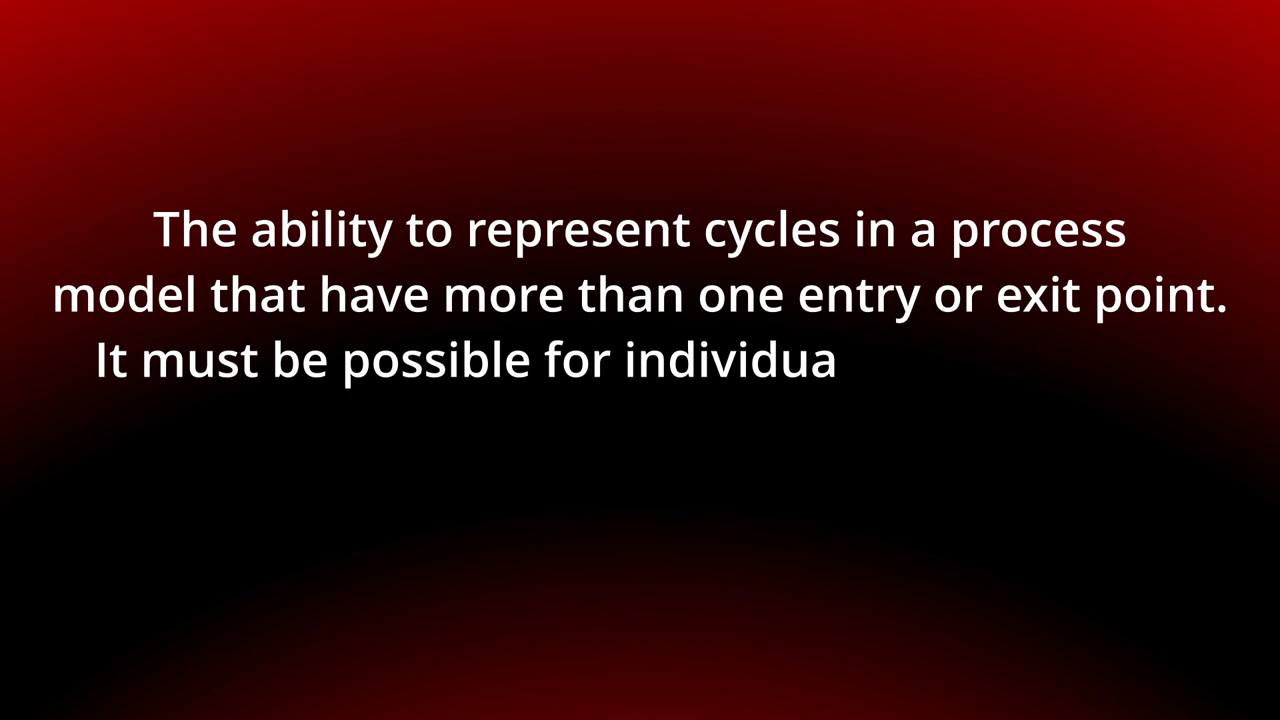 The ability to represent cycles in a process
model that have more than one entry or exit point.
It must be possible for individua